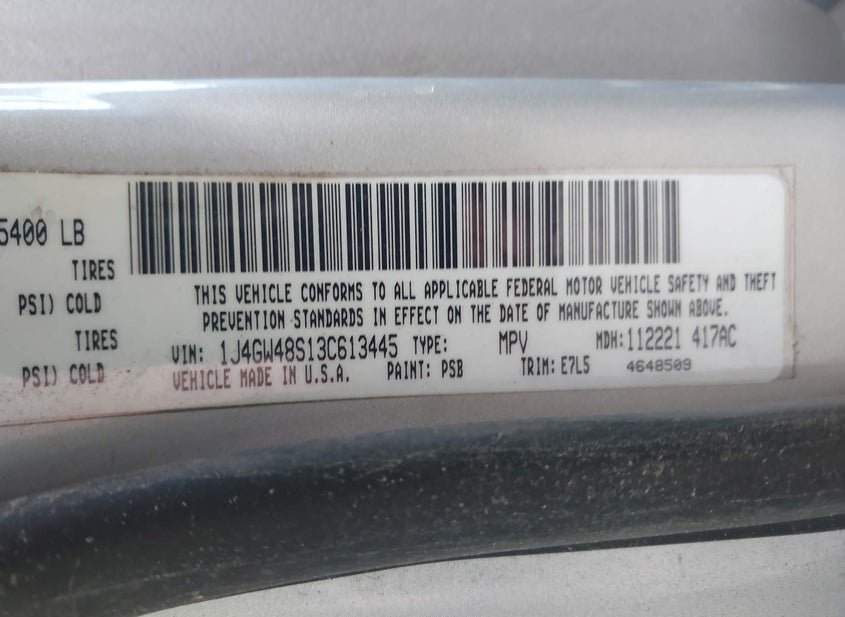 5400 LB
TIRES
THIS VEHICLE CONFORMS TO ALL APPLICABLE FEDERAL MOTOR VEHICLE SAFETY AND THEFT
PSI) COLD
PREVENTION STANDARDS IN EFFECT ON THE DATE OF MANUFACTURE SHOWN ABOVE.
TIRES
VIN: 1J4GW48S13C613445 TYPE: MPV MDH:112221 417AC
PSI) COLD
VEHICLE MADE IN U.S.A. PAINT: PSB TRIM: E7L5 4648509